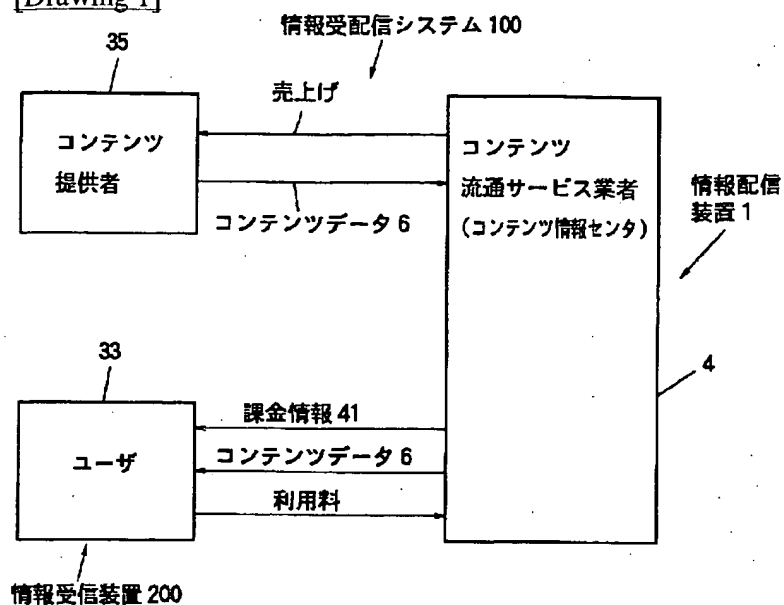 [Drawing 1]
情報受配信システム 100
35
売上げ
コンテンツ
提供者
コンテンツデータ 6
コンテンツ
流通サービス業者
(コンテンツ情報センタ)
情報配信
装置 1
33
4
課金情報 41
ユーザ
コンテンツデータ 6
利用料
情報受信装置 200